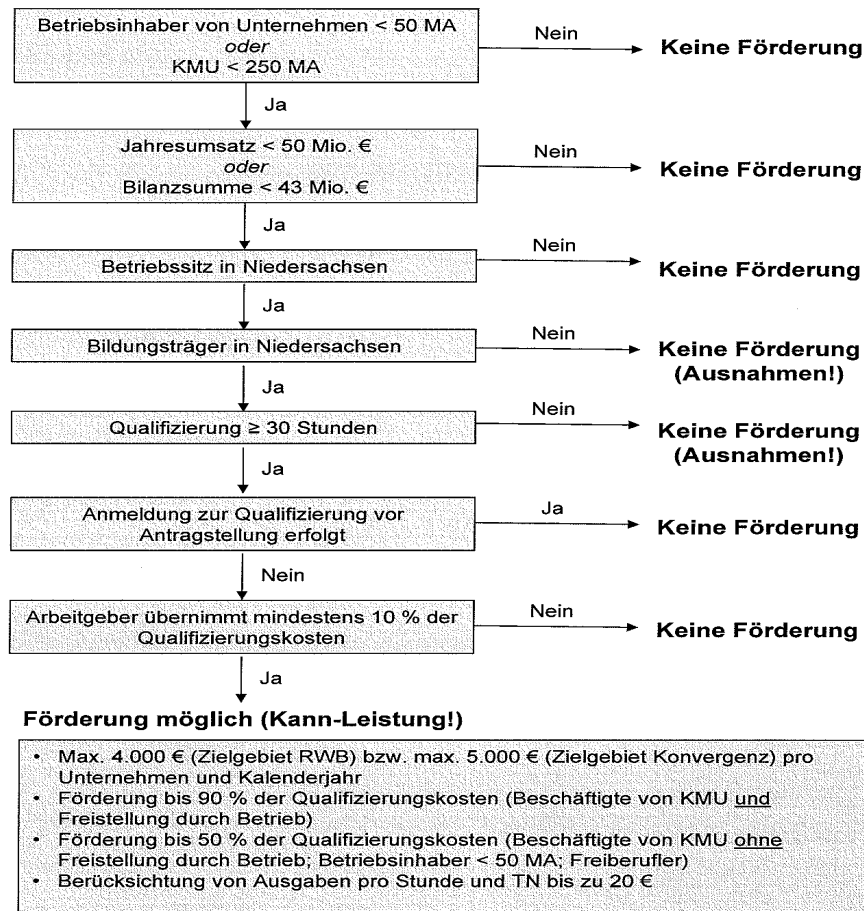 Betriebsinhaber von Unternehmen < 50 MA
oder
KMU < 250 MA
Nein
Keine Förderung
Ja
Jahresumsatz < 50 Mio. €
oder
Bilanzsumme < 43 Mio. €
Nein
Keine Förderung
Ja
Betriebssitz in Niedersachsen
Nein
Keine Förderung
Ja
Bildungsträger in Niedersachsen
Nein
Keine Förderung
(Ausnahmen!)
Ja
Qualifizierung ≥ 30 Stunden
Nein
Keine Förderung
(Ausnahmen!)
Ja
Anmeldung zur Qualifizierung vor
Antragstellung erfolgt
Ja
Keine Förderung
Nein
Arbeitgeber übernimmt mindestens 10 % der
Qualifizierungskosten
Nein
Keine Förderung
Ja
Förderung möglich (Kann-Leistung!)
• Max. 4.000 € (Zielgebiet RWB) bzw. max. 5.000 € (Zielgebiet Konvergenz) pro
Unternehmen und Kalenderjahr
• Förderung bis 90 % der Qualifizierungskosten (Beschäftigte von KMU und
Freistellung durch Betrieb)
• Förderung bis 50 % der Qualifizierungskosten (Beschäftigte von KMU ohne
Freistellung durch Betrieb; Betriebsinhaber < 50 MA; Freiberufler)
• Berücksichtung von Ausgaben pro Stunde und TN bis zu 20 €